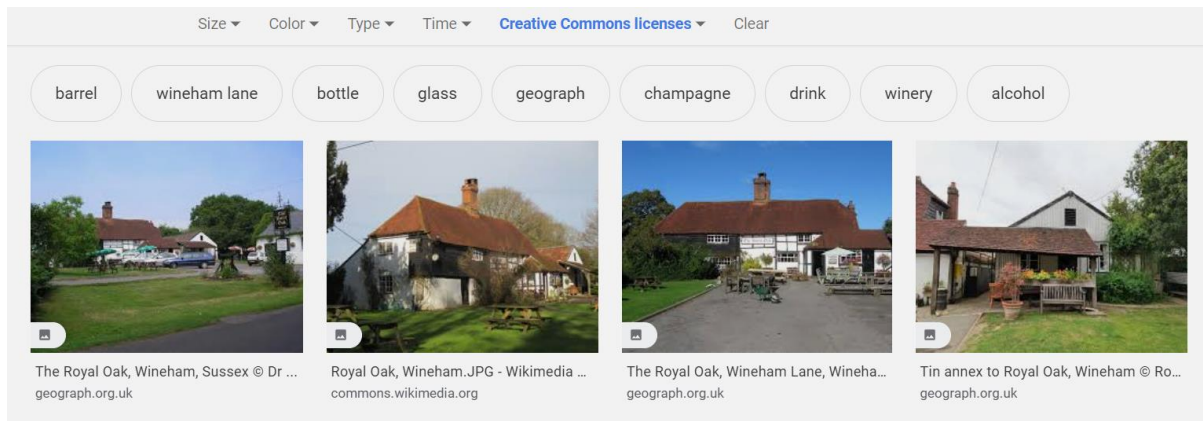 Size Color Type Time Creative Commons licenses Clear
barrel wineham lane bottle glass geograph champagne drink winery alcohol
The Royal Oak, Wineham, Sussex © Dr ...
geograph.org.uk
Royal Oak, Wineham.JPG - Wikimedia ...
commons.wikimedia.org
The Royal Oak, Wineham Lane, Wineha...
geograph.org.uk
Tin annex to Royal Oak, Wineham © Ro...
geograph.org.uk